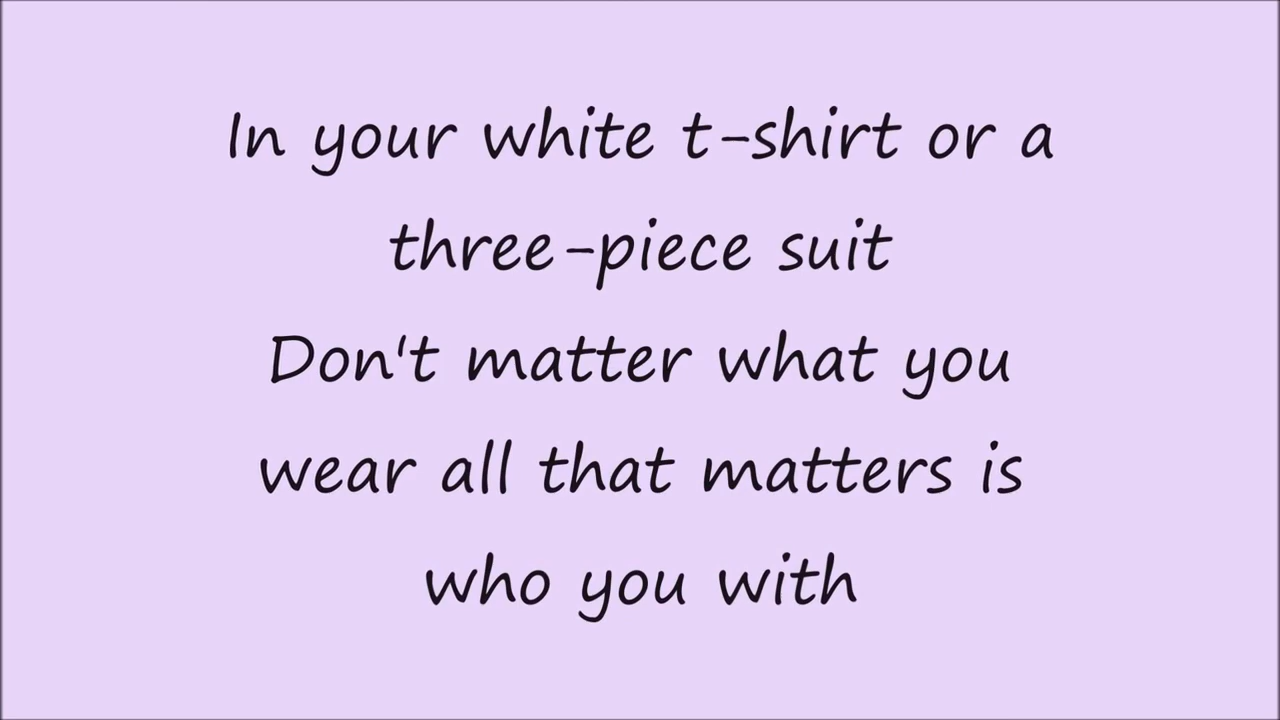 In your white t-shirt or a
three-piece suit
Don't matter what you
wear all that matters is
who you with